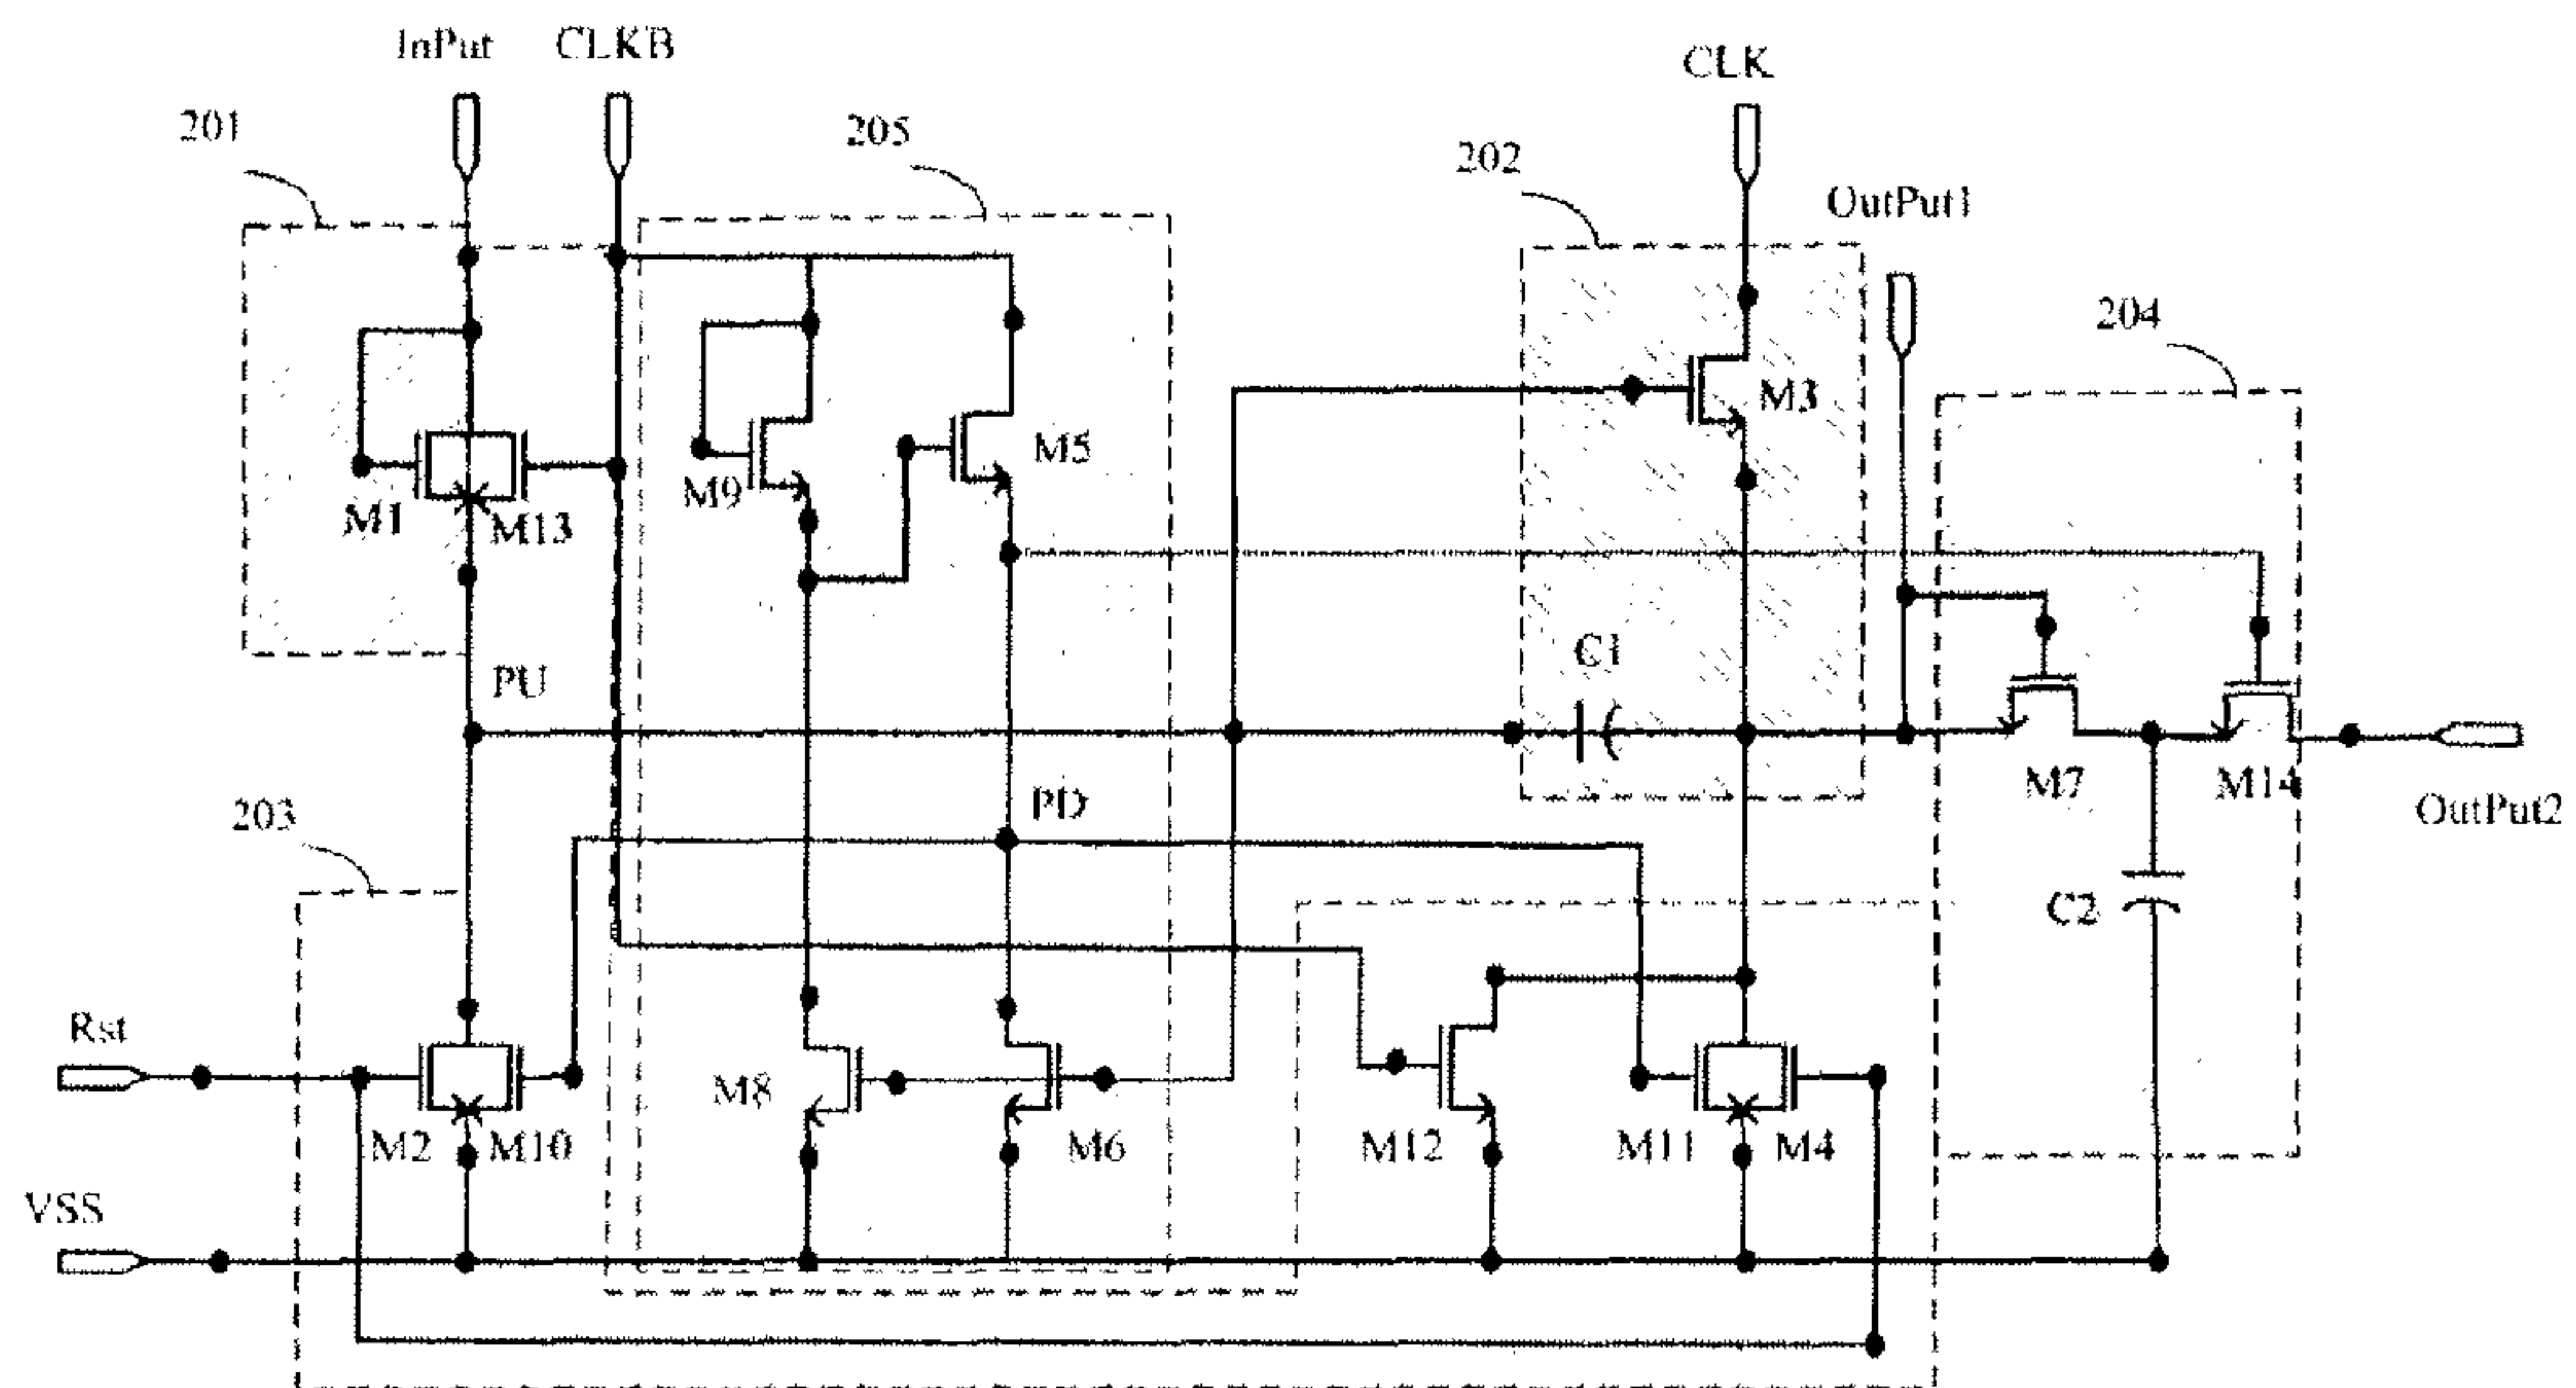 InPut
CLKB
CLK
201
205
202
OutPut1
204
M3
M9
M5
M1
M13
C1
PU
M7
M14
OutPut2
PD
203
C2
Rst
M8
M2
M10
M6
M12
M11
M4
VSS